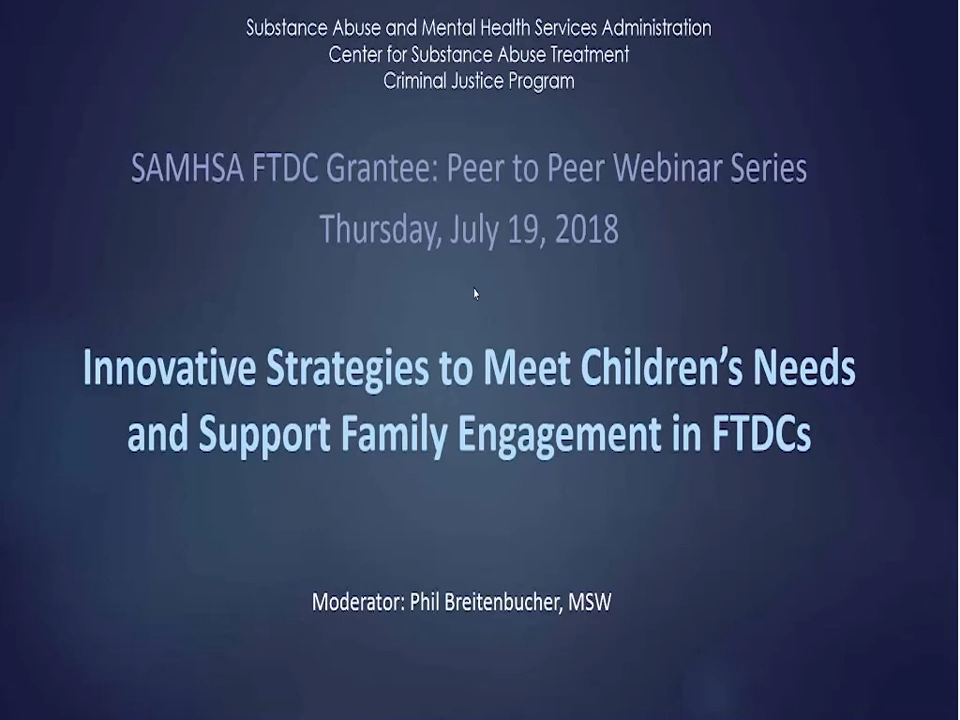 Substance Abuse and Mental Health Services Administration
Center for Substance Abuse Treatment
Criminal Justice Program
SAMHSA FTDC Grantee: Peer to Peer Webinar Series
Thursday, July 19, 2018
Innovative Strategies to Meet Children’s Needs
and Support Family Engagement in FTDCs
Moderator: Phil Breitenbucher, MSW